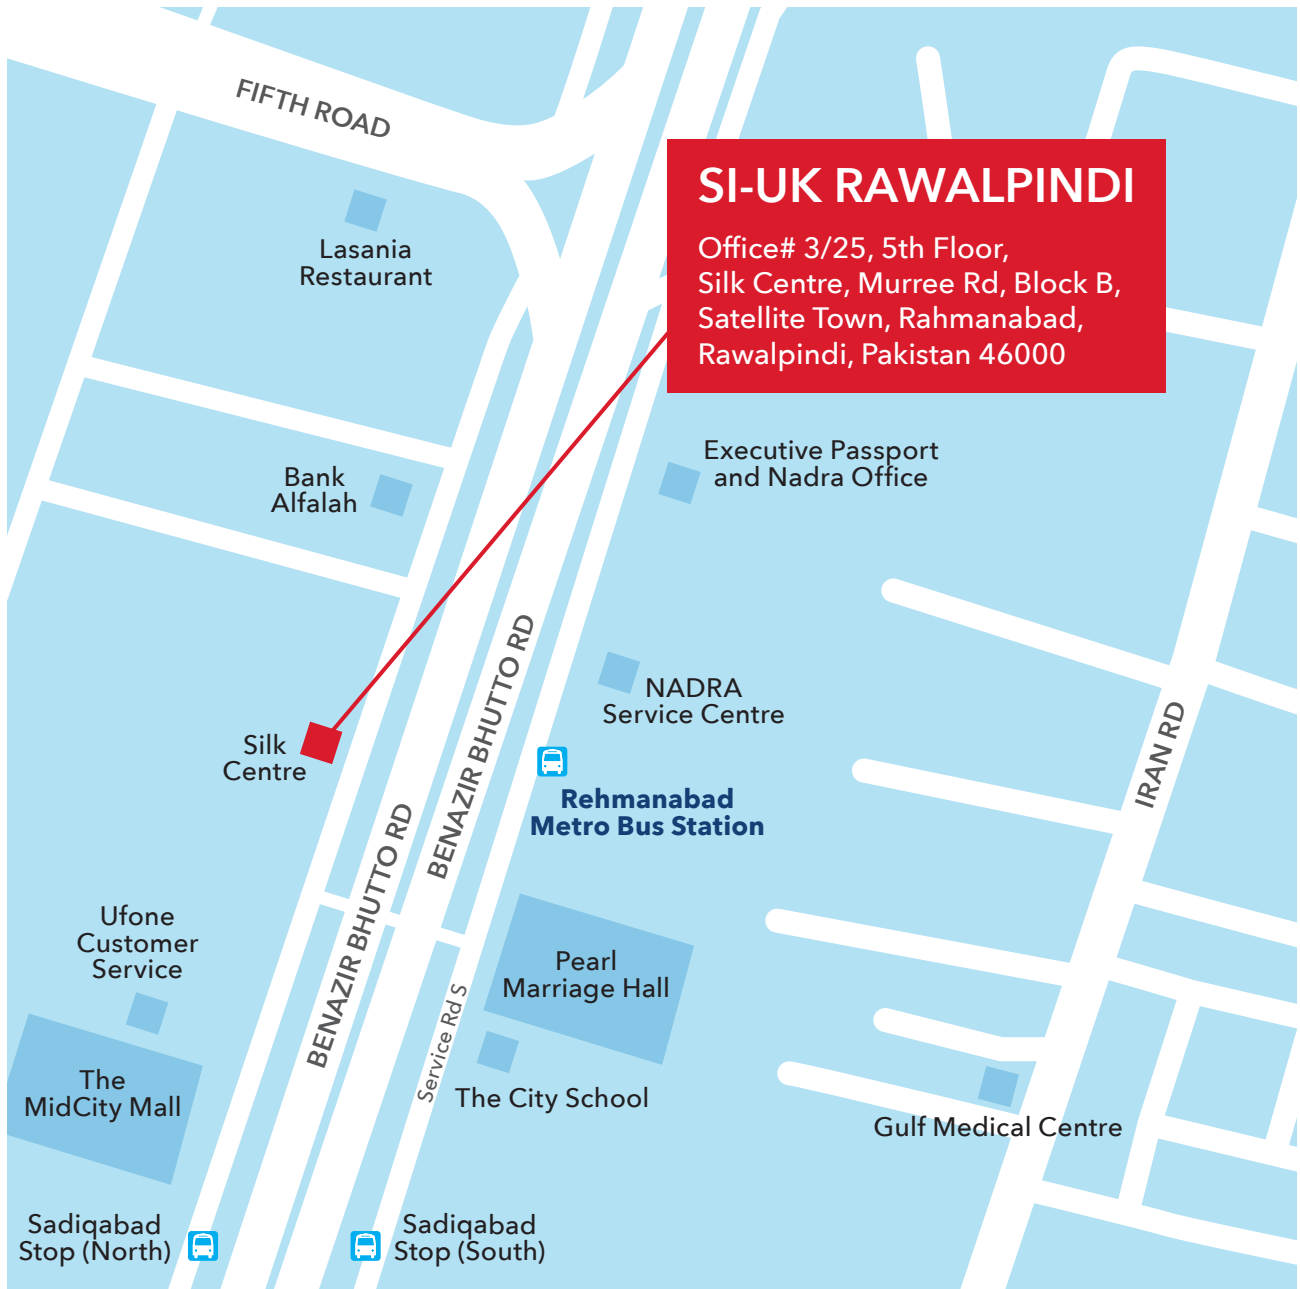 FIFTH ROAD
SI-UK RAWALPINDI
Office# 3/25, 5th Floor,
Silk Centre, Murree Rd, Block B,
Satellite Town, Rahmanabad,
Rawalpindi, Pakistan 46000
Lasania
Restaurant
Executive Passport
and Nadra Office
Bank
Alfalah
BENAZIR BHUTTO RD
NADRA
Service Centre
IRAN RD
Silk
Centre
Rehmanabad
Metro Bus Station
BENAZIR BHUTTO RD
Ufone
Customer
Service
Pearl
Marriage Hall
Service Rd S
The
MidCity Mall
The City School
Gulf Medical Centre
Sadiqabad
Stop (North)
Sadiqabad
Stop (South)